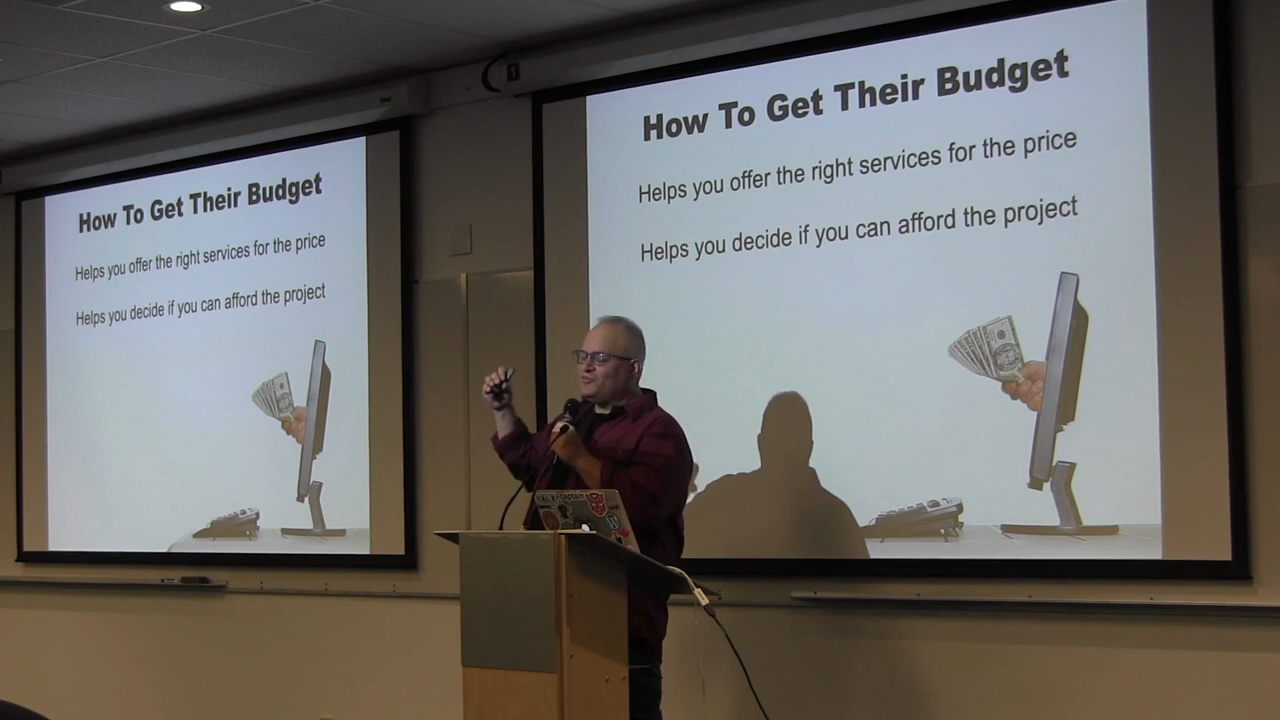 How To Get Their Budget
Helps you offer the right services for the price
Helps you decide if you can afford the project
How To Get Their Budget
Helps you offer the right services for the price
Helps you decide if you can afford the project
captain